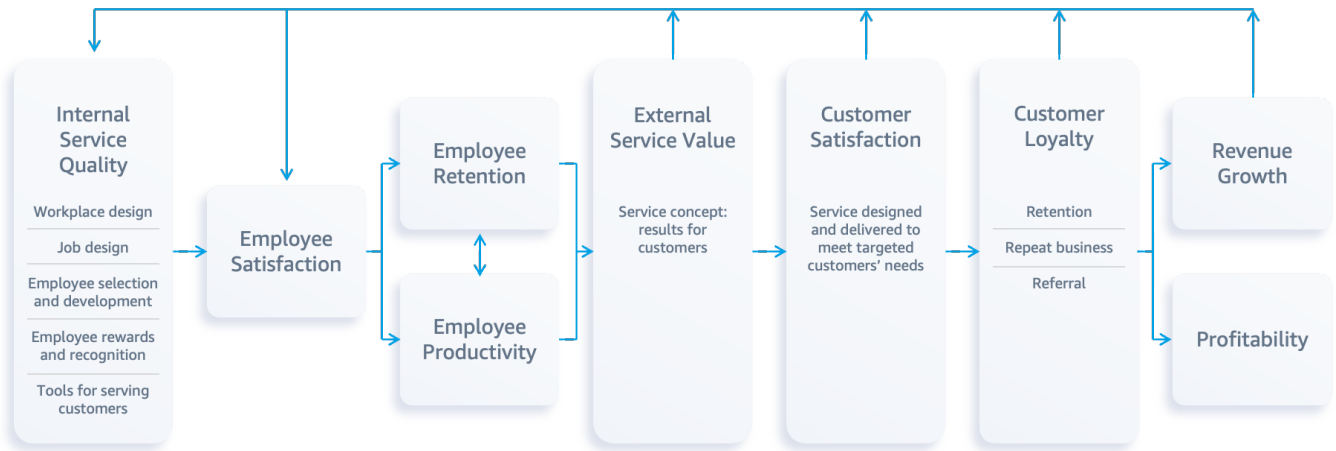 Internal
Service
Quality
Workplace design
Job design
Employee selection
and development
Employee rewards
and recognition
Tools for serving
customers
Employee
Satisfaction
Employee
Retention
Employee
Productivity
External
Service Value
Service concept:
results for
customers
Customer
Satisfaction
Service designed
and delivered to
meet targeted
customers’ needs
Customer
Loyalty
Retention
Repeat business
Referral
Revenue
Growth
Profitability